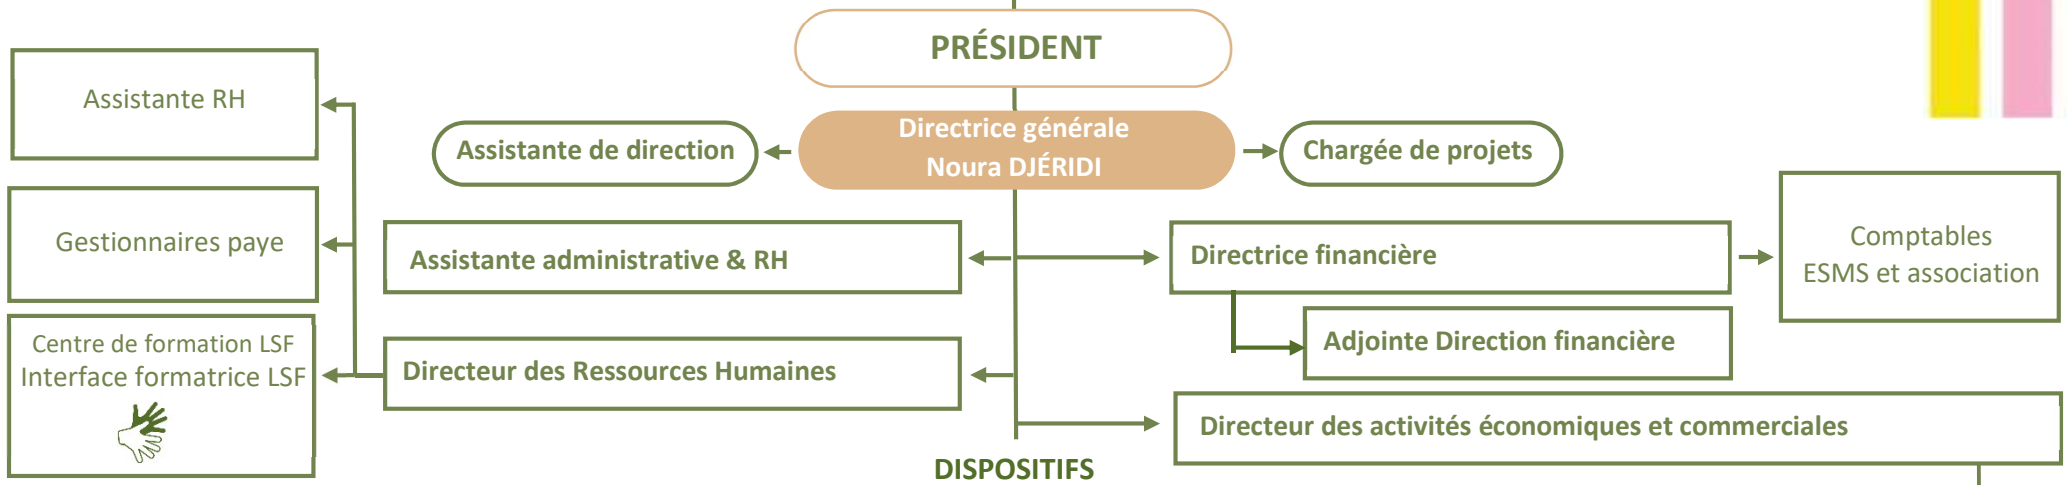 PRÉSIDENT
Directrice générale
Noura DJÉRIDI
Assistante de direction
Chargée de projets
Assistante RH
Gestionnaires paye
Centre de formation LSF
Interface formatrice LSF
Assistante administrative & RH
Directeur des Ressources Humaines
Directrice financière
Adjointe Direction financière
Comptables
ESMS et association
Directeur des activités économiques et commerciales
DISPOSITIFS